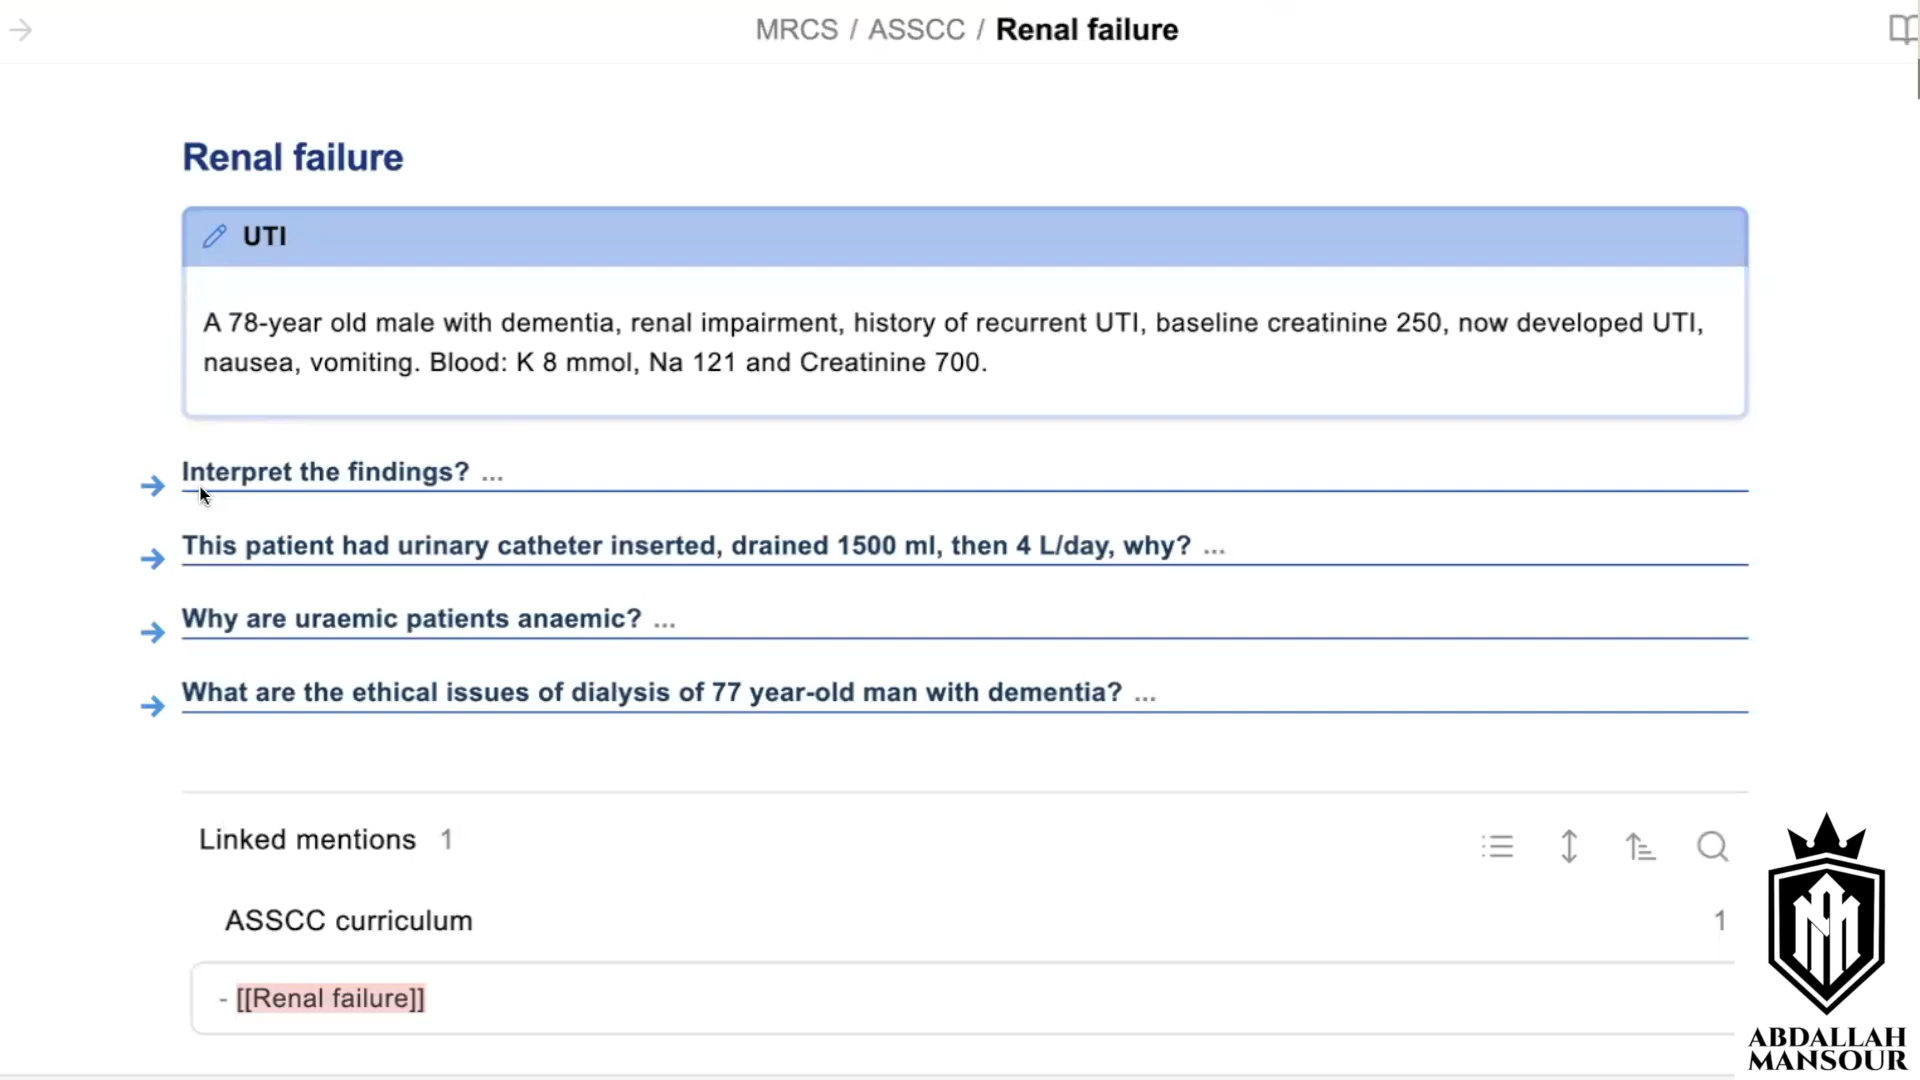 MRCS / ASSCC / Renal failure
Renal failure
UTI
A 78-year old male with dementia, renal impairment, history of recurrent UTI, baseline creatinine 250, now developed UTI,
nausea, vomiting. Blood: K 8 mmol, Na 121 and Creatinine 700.
Interpret the findings? ...
This patient had urinary catheter inserted, drained 1500 ml, then 4 L/day, why? ...
Why are uraemic patients anaemic? ...
What are the ethical issues of dialysis of 77 year-old man with dementia? ...
Linked mentions 1
ASSCC curriculum 1
- [[Renal failure]]
ABDALLAH
MANSOUR